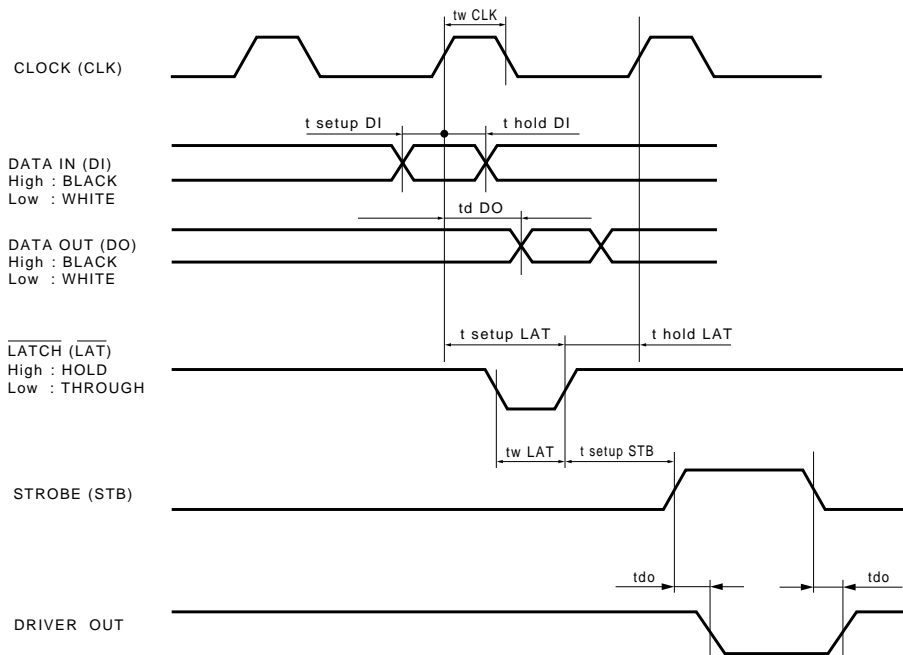 tw CLK
CLOCK (CLK)
t setup DI
t hold DI
DATA IN (DI)
High : BLACK
Low : WHITE
td DO
DATA OUT (DO)
High : BLACK
Low : WHITE
t setup LAT
t hold LAT
LATCH (LAT)
High : HOLD
Low : THROUGH
tw LAT
t setup STB
STROBE (STB)
tdo
tdo
DRIVER OUT